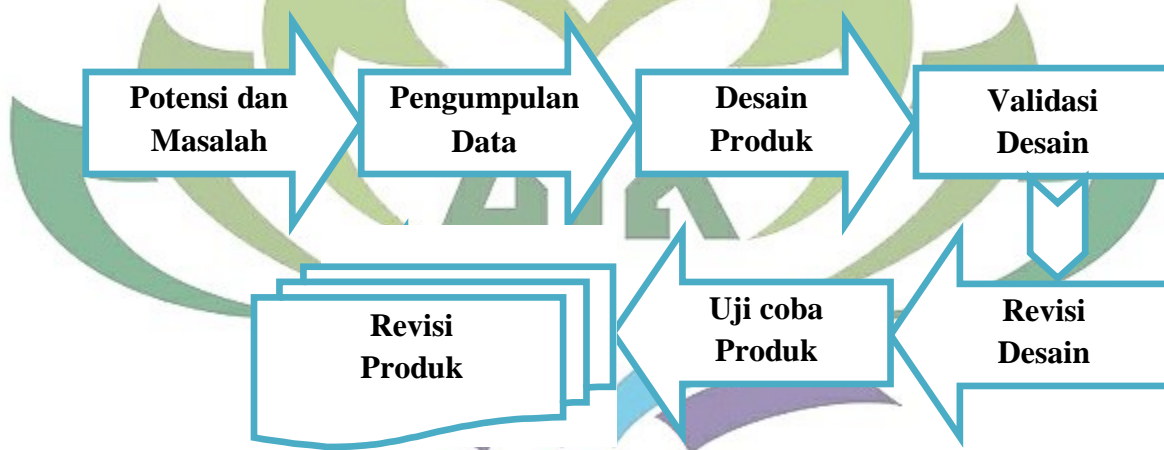 Potensi dan
Masalah
Pengumpulan
Data
Desain
Produk
Validasi
Desain
Revisi
Desain
Uji coba
Produk
Revisi
Produk